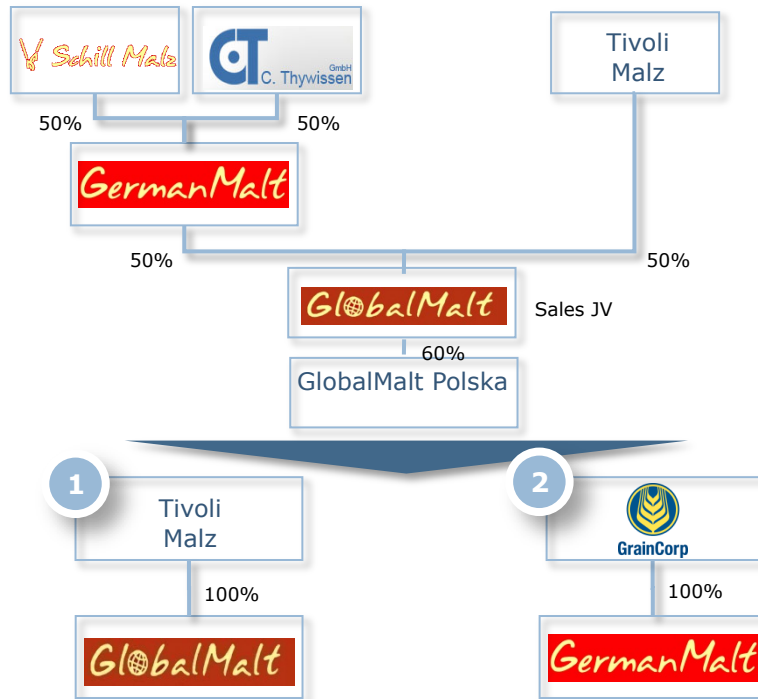 Schill Malz
CT
GmbH
C. Thywissen
Tivoli
Malz
50%
50%
GermanMalt
50%
50%
GlobalMalt
Sales JV
60%
GlobalMalt Polska
1
2
Tivoli
Malz
GrainCorp
100%
100%
GlobalMalt
GermanMalt